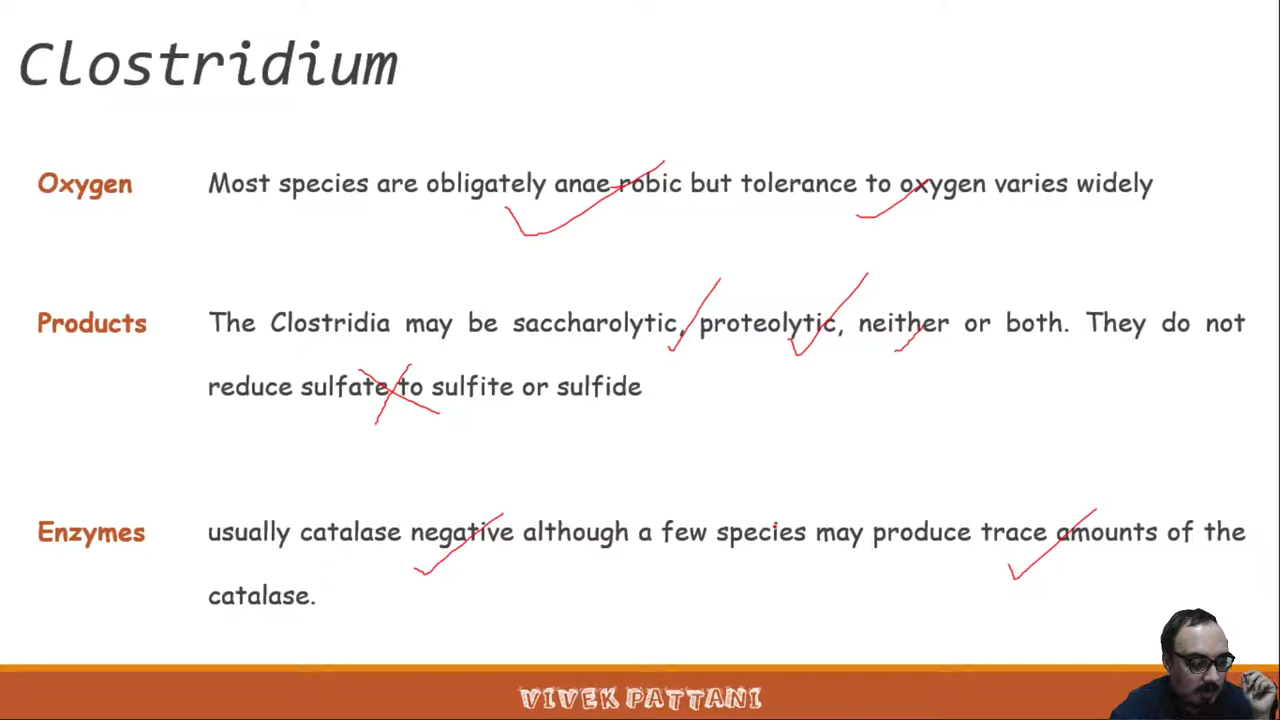 Clostridium
Oxygen Most species are obligately anae robic but tolerance to oxygen varies widely
Products The Clostridia may be saccharolytic, proteolytic, neither or both. They do not
reduce sulfate to sulfite or sulfide
Enzymes usually catalase negative although a few species may produce trace amounts of the
catalase.
VIVEK PATTANI